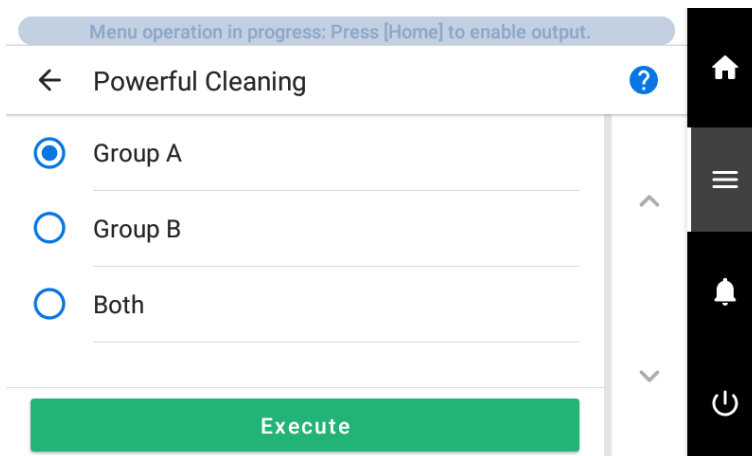 Menu operation in progress: Press [Home] to enable output.
Powerful Cleaning
?
Group A
Group B
Both
Execute